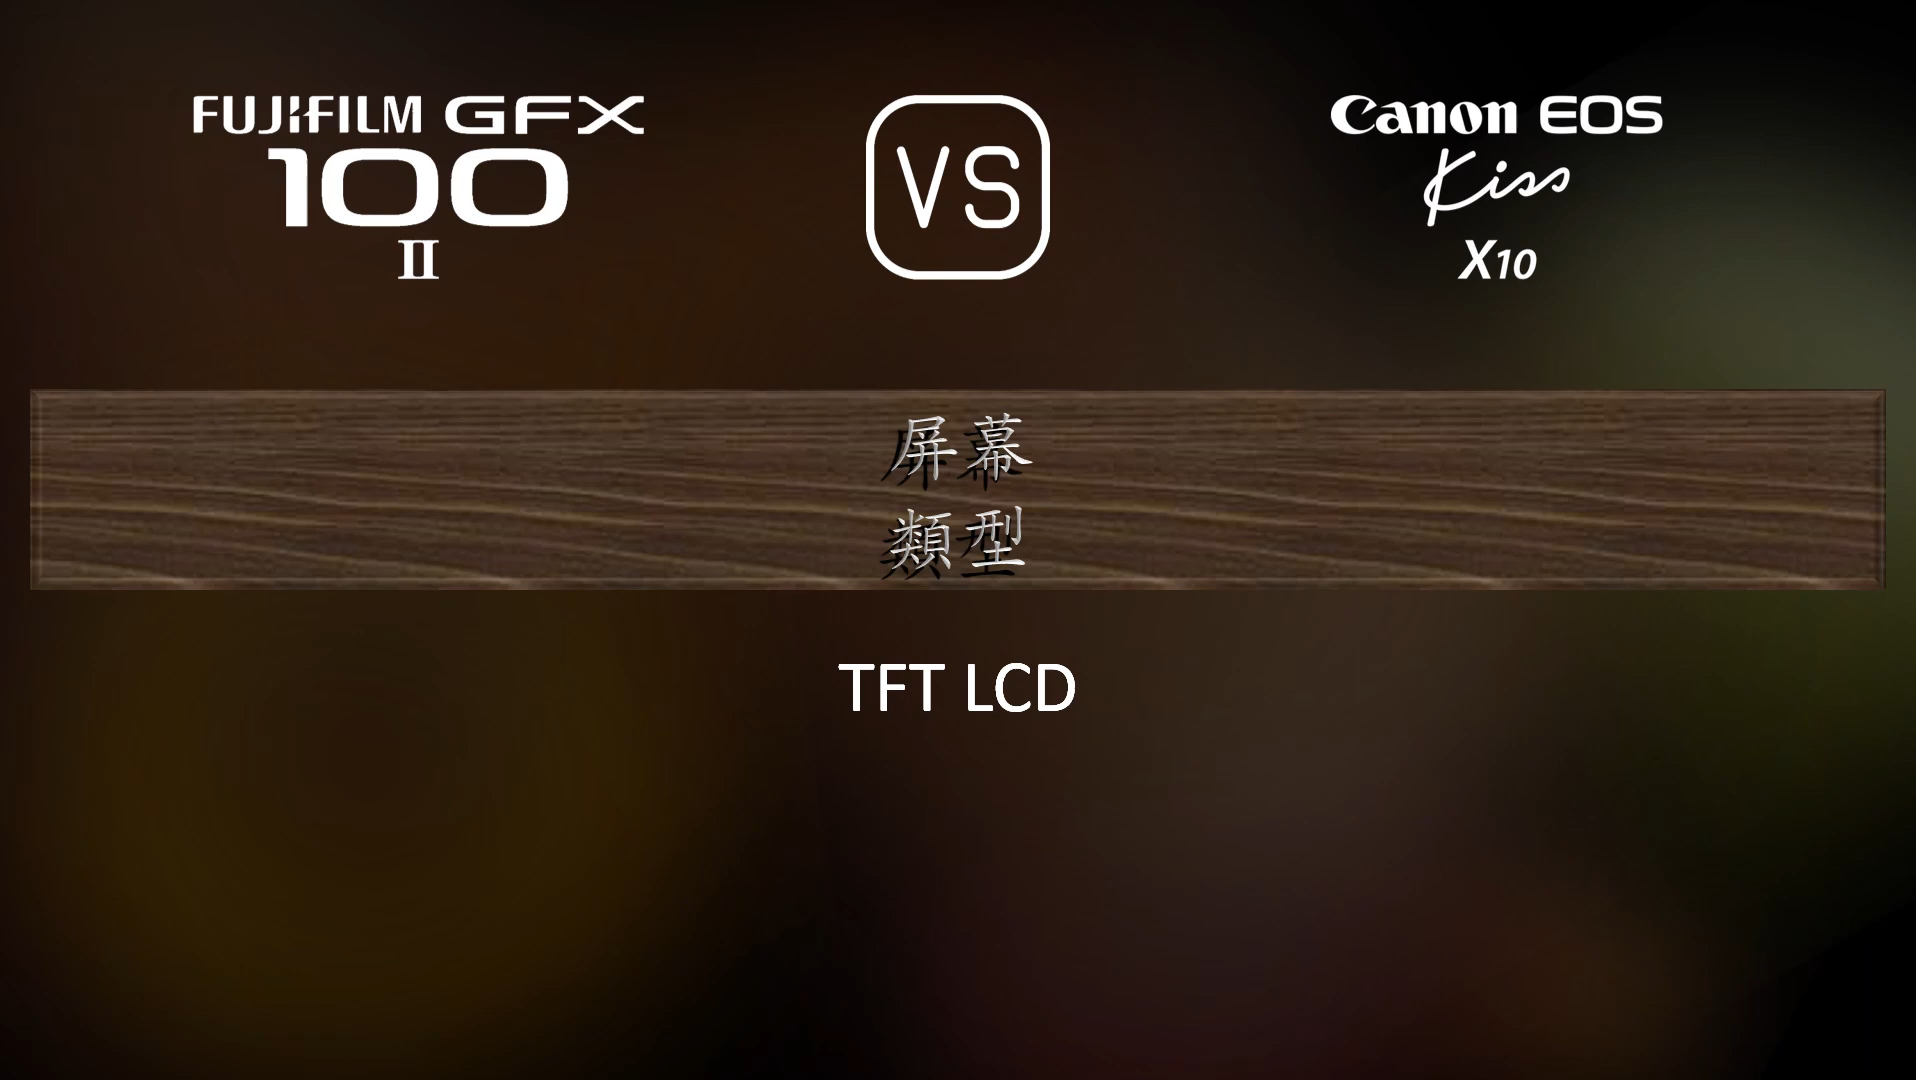 FUJIFILM GFX
100
II
VS
Canon EOS
Kiss
X10
屏幕
類型
TFT LCD